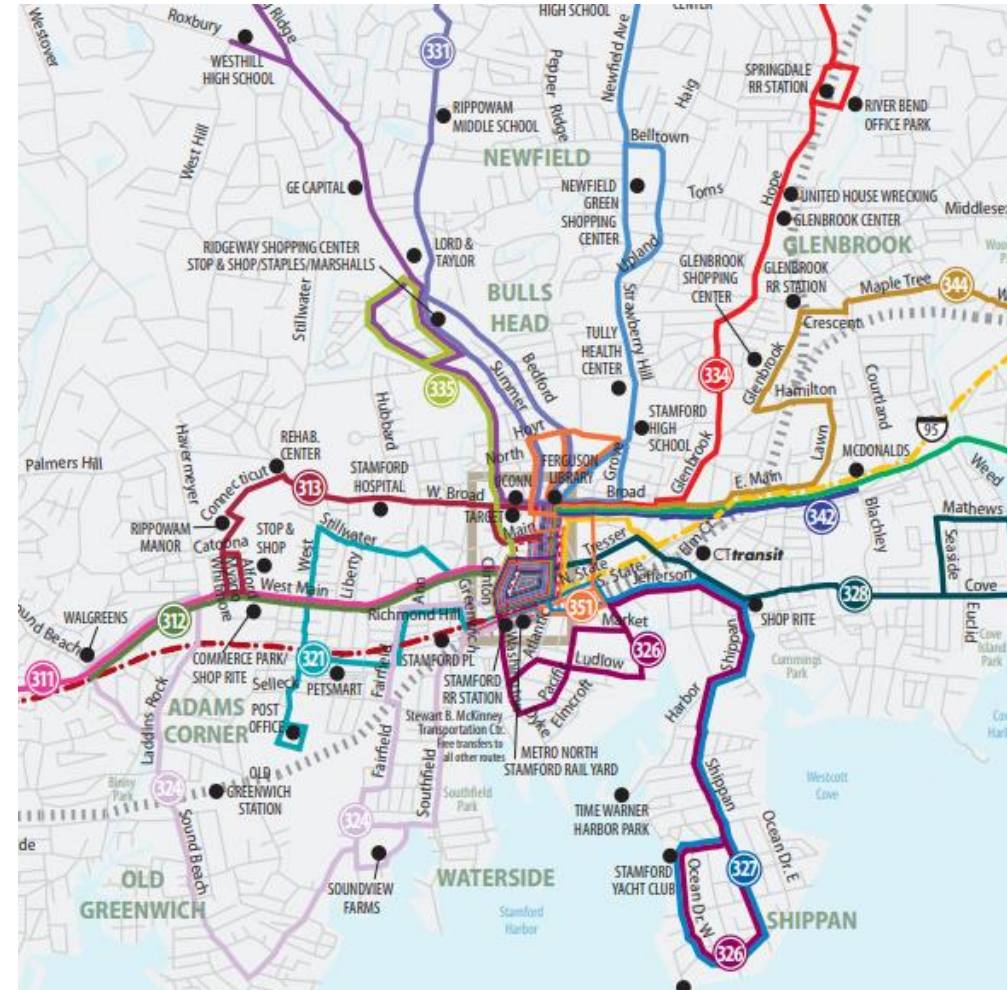 HIGH SCHOOL
CENTER
Westover
Roxbury
Ridge
WESTHILL
HIGH SCHOOL
331
Pepper Ridge
Newfield Ave
Haig
SPRINGDALE
RR STATION
RIVER BEND
OFFICE PARK
RIPPOWAM
MIDDLE SCHOOL
West Hill
NEWFIELD
Belltown
Hope
GE CAPITAL
NEWFIELD
GREEN
SHOPPING
CENTER
Toms
UNITED HOUSE WRECKING
GLENBROOK CENTER
GLENBROOK
RIDGEWAY SHOPPING CENTER
STOP & SHOP/STAPLES/MARSHALLS
LORD &
TAYLOR
Upland
GLENBROOK
SHOPPING
CENTER
GLENBROOK
RR STATION
Maple Tree
344
Stillwater
BULLS
HEAD
Strawberry Hill
Crescent
TULLY
HEALTH
CENTER
335
Summer
Bedford
334
Glenbrook
Hamilton
Courtland
Hubbard
Hoyt
STAMFORD
HIGH
SCHOOL
Lawn
95
Havermeyer
Palmers Hill
REHAB.
CENTER
North
FERGUSON
LIBRARY
Grove
Glenbrook
MCDONALDS
Weed
Connecticut
313
STAMFORD
HOSPITAL
W. Broad
UCONN
Broad
E. Main
TARGET
342
Blachley
Mathews
RIPPOWAM
MANOR
Catoona
STOP &
SHOP
Stillwater
Main
Tresser
Elm Ct
CTtransit
Seaside
West
Liberty
Alvord
Whitmore
West Main
Ann
Clinton
Greenwich
N. State
S. State
Jefferson
328
Cove
Sound Beach
WALGREENS
312
Richmond Hill
351
Market
SHOP RITE
Euclid
311
COMMERCE PARK/
SHOP RITE
321
PETSMART
Selleck
Fairfield
STAMFORD PL
STAMFORD
RR STATION
Atlantic
Ludlow
326
Shippan
Cummings
Park
Laddins Rock
ADAMS
CORNER
POST
OFFICE
Stewart B. McKinney
Transportation Ctr.
Free transfers to
all other routes
Pacific
Elmcroft
Harbor
METRO NORTH
STAMFORD RAIL YARD
Fairfield
Southfield
Binny
Park
324
OLD
GREENWICH
STATION
Southfield
Park
Shippan
Westcott
Cove
TIME WARNER
HARBOR PARK
324
Sound Beach
Ocean Dr. E
STAMFORD
YACHT CLUB
327
SOUNDVIEW
FARMS
WATERSIDE
OLD
GREENWICH
Stamford
Harbor
Ocean Dr. W
SHIPPAN
326